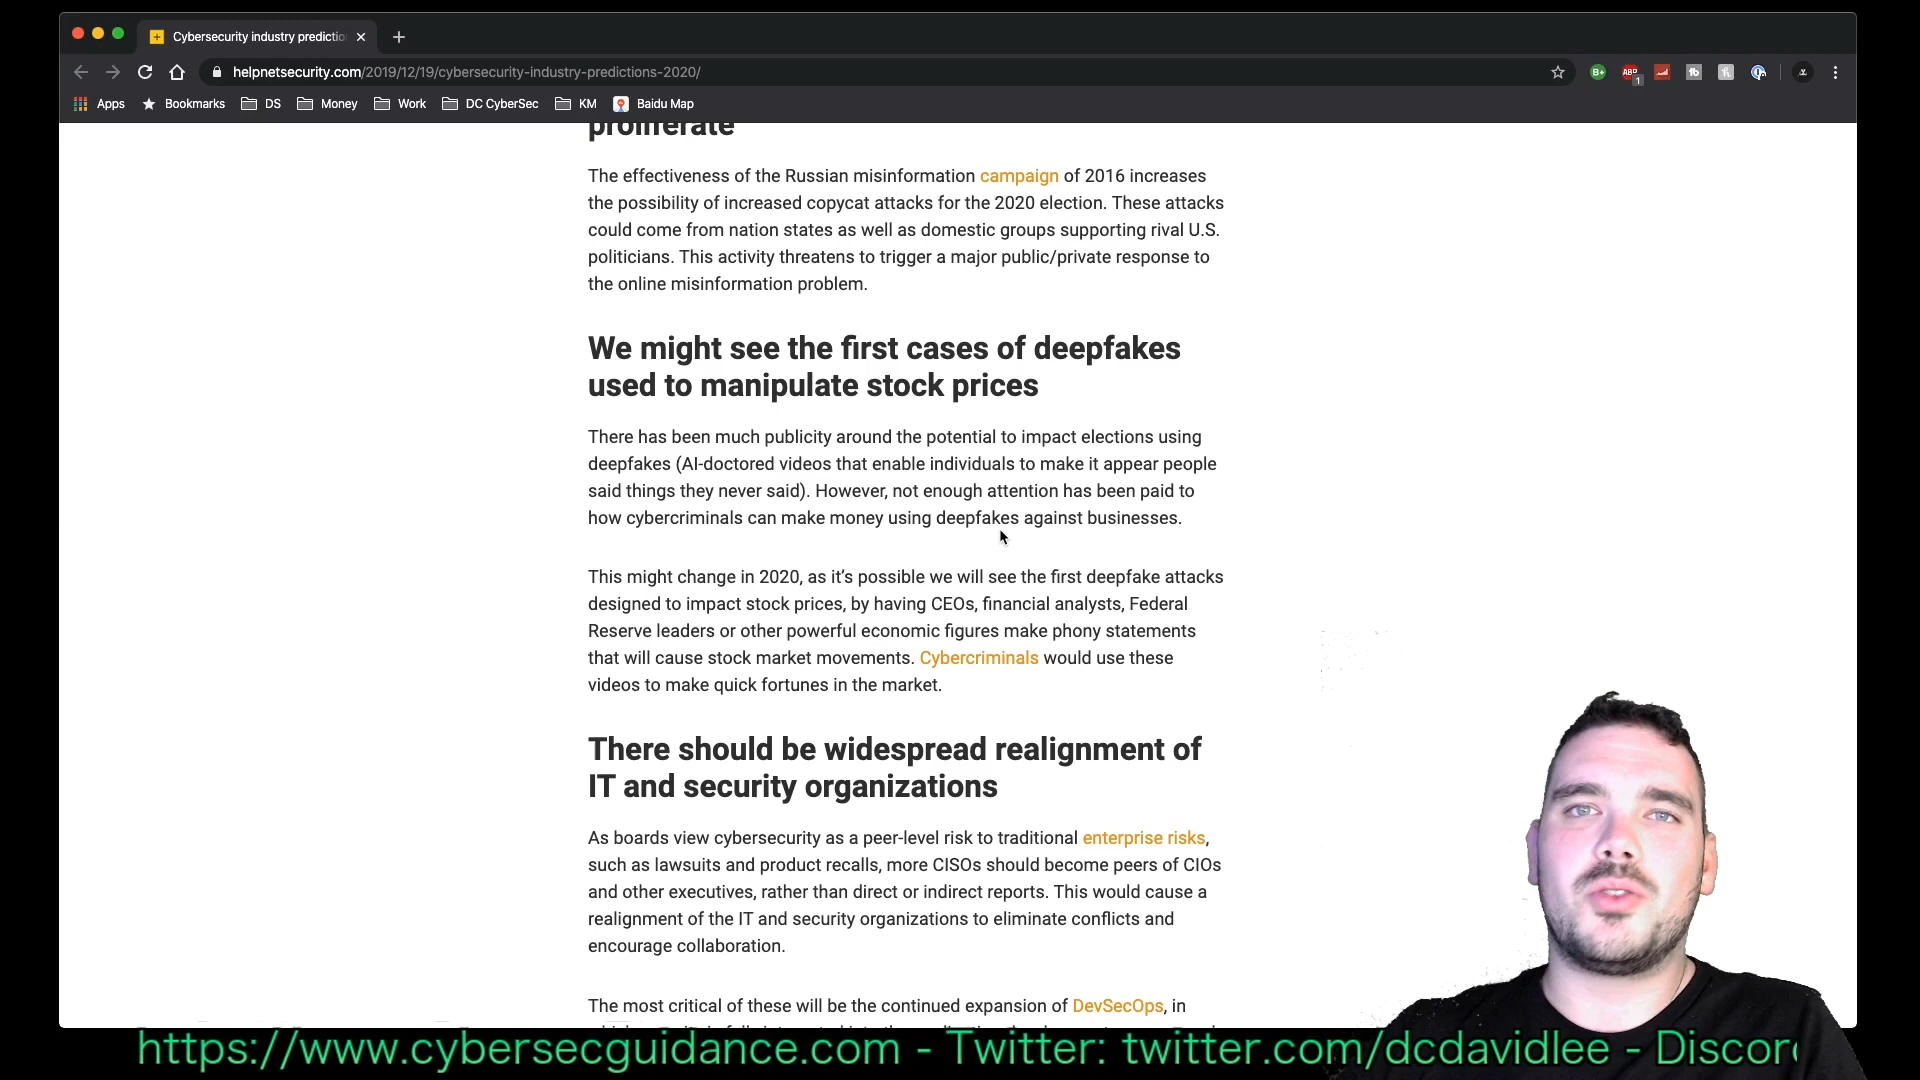 Cybersecurity industry predictio
helpnetsecurity.com/2019/12/19/cybersecurity-industry-predictions-2020/
B+
ABP
1
tb
Apps
Bookmarks
DS
Money
Work
DC CyberSec
KM
Baidu Map
proliferate
The effectiveness of the Russian misinformation campaign of 2016 increases
the possibility of increased copycat attacks for the 2020 election. These attacks
could come from nation states as well as domestic groups supporting rival U.S.
politicians. This activity threatens to trigger a major public/private response to
the online misinformation problem.
We might see the first cases of deepfakes
used to manipulate stock prices
There has been much publicity around the potential to impact elections using
deepfakes (AI-doctored videos that enable individuals to make it appear people
said things they never said). However, not enough attention has been paid to
how cybercriminals can make money using deepfakes against businesses.
This might change in 2020, as it’s possible we will see the first deepfake attacks
designed to impact stock prices, by having CEOs, financial analysts, Federal
Reserve leaders or other powerful economic figures make phony statements
that will cause stock market movements. Cybercriminals would use these
videos to make quick fortunes in the market.
There should be widespread realignment of
IT and security organizations
As boards view cybersecurity as a peer-level risk to traditional enterprise risks,
such as lawsuits and product recalls, more CISOs should become peers of CIOs
and other executives, rather than direct or indirect reports. This would cause a
realignment of the IT and security organizations to eliminate conflicts and
encourage collaboration.
The most critical of these will be the continued expansion of DevSecOps, in
https://www.cybersecguidance.com - Twitter: twitter.com/dcdavidlee - Discor